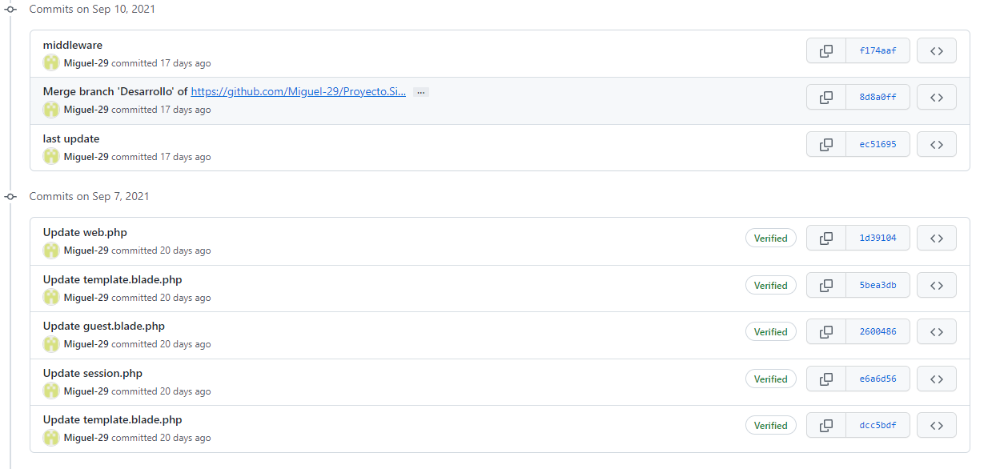 Commits on Sep 10, 2021
middleware
Miguel-29 committed 17 days ago
f174aaf
Merge branch 'Desarrollo' of https://github.com/Miguel-29/Proyecto.Si... ...
Miguel-29 committed 17 days ago
8d8a0ff
last update
Miguel-29 committed 17 days ago
ec51695
Commits on Sep 7, 2021
Update web.php
Miguel-29 committed 20 days ago
Verified
1d39104
Update template.blade.php
Miguel-29 committed 20 days ago
Verified
5bea3db
Update guest.blade.php
Miguel-29 committed 20 days ago
Verified
2600486
Update session.php
Miguel-29 committed 20 days ago
Verified
e6a6d56
Update template.blade.php
Miguel-29 committed 20 days ago
Verified
dcc5bdf